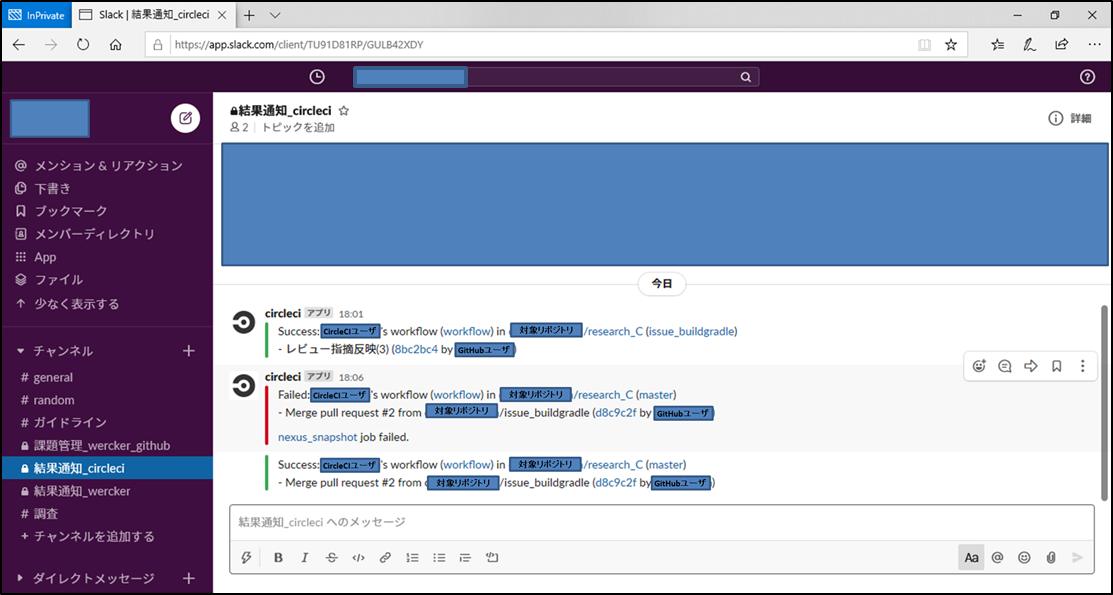 InPrivate
Slack | 結果通知_circleci
https://app.slack.com/client/TU91D81RP/GULB42XDY
メンション & リアクション
下書き
ブックマーク
メンバーディレクトリ
App
ファイル
少なく表示する
チャンネル
# general
# random
# ガイドライン
課題管理_wercker_github
結果通知_circleci
結果通知_wercker
# 調査
+ チャンネルを追加する
ダイレクトメッセージ
結果通知_circleci
2 | トピックを追加
詳細
今日
circleci アプリ 18:01
Success: CircleCIユーザ's workflow (workflow) in 対象リポジトリ/research_C (issue_buildgradle)
- レビュー指摘反映(3) (8bc2bc4 by GitHubユーザ)
circleci アプリ 18:06
Failed: CircleCIユーザ's workflow (workflow) in 対象リポジトリ/research_C (master)
- Merge pull request #2 from 対象リポジトリ/issue_buildgradle (d8c9c2f by GitHubユーザ)
nexus_snapshot job failed.
Success: CircleCIユーザ's workflow (workflow) in 対象リポジトリ/research_C (master)
- Merge pull request #2 from 対象リポジトリ/issue_buildgradle (d8c9c2f by GitHubユーザ)
結果通知_circleci へのメッセージ
B I S Aa @